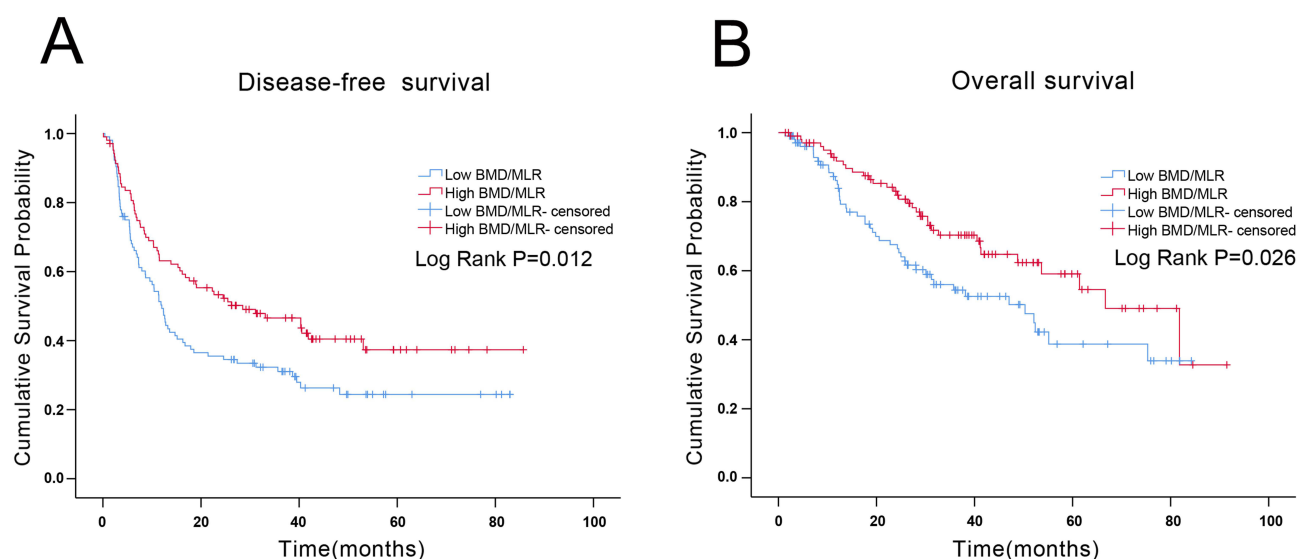 A
Disease-free survival
Cumulative Survival Probability
1.0
0.8
0.6
0.4
0.2
0.0
Low BMD/MLR
High BMD/MLR
Low BMD/MLR- censored
High BMD/MLR- censored
Log Rank P=0.012
0 20 40 60 80 100
Time(months)
B
Overall survival
Cumulative Survival Probability
1.0
0.8
0.6
0.4
0.2
0.0
Low BMD/MLR
High BMD/MLR
Low BMD/MLR- censored
High BMD/MLR- censored
Log Rank P=0.026
0 20 40 60 80 100
Time(months)